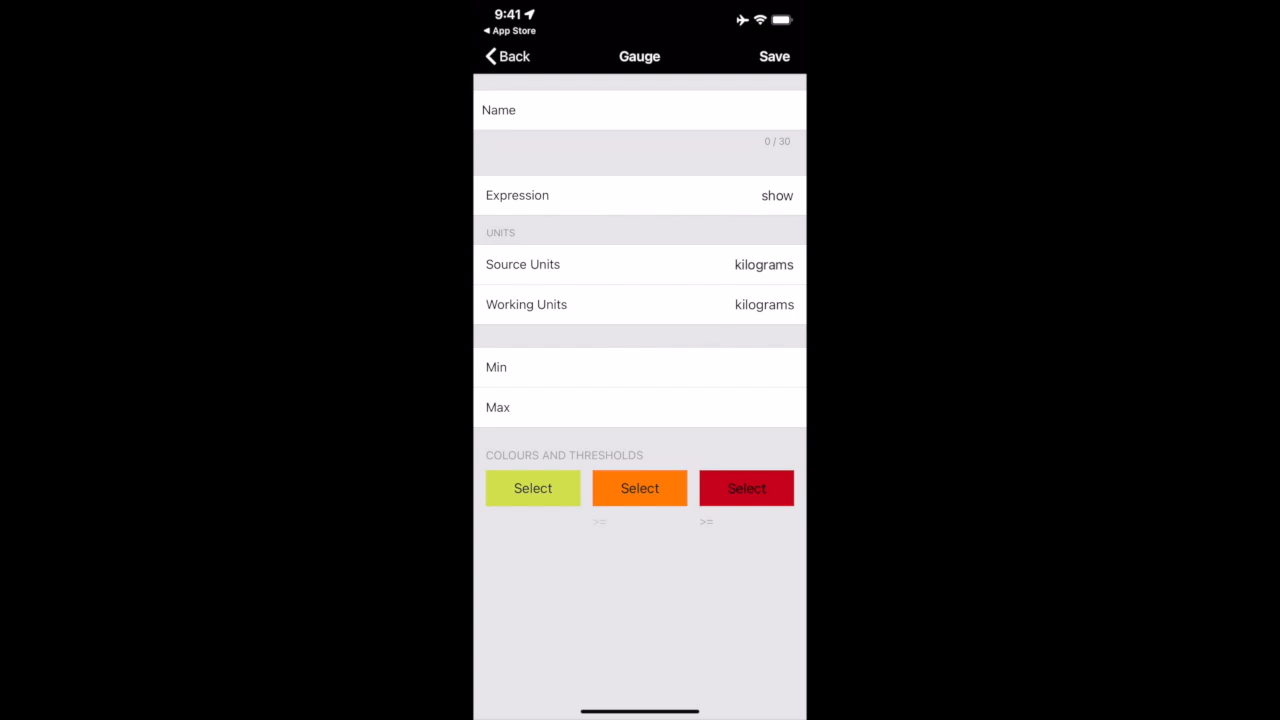 9:41
App Store
Back Gauge Save
Name
0 / 30
Expression show
UNITS
Source Units kilograms
Working Units kilograms
Min
Max
COLOURS AND THRESHOLDS
Select Select Select
>= >=